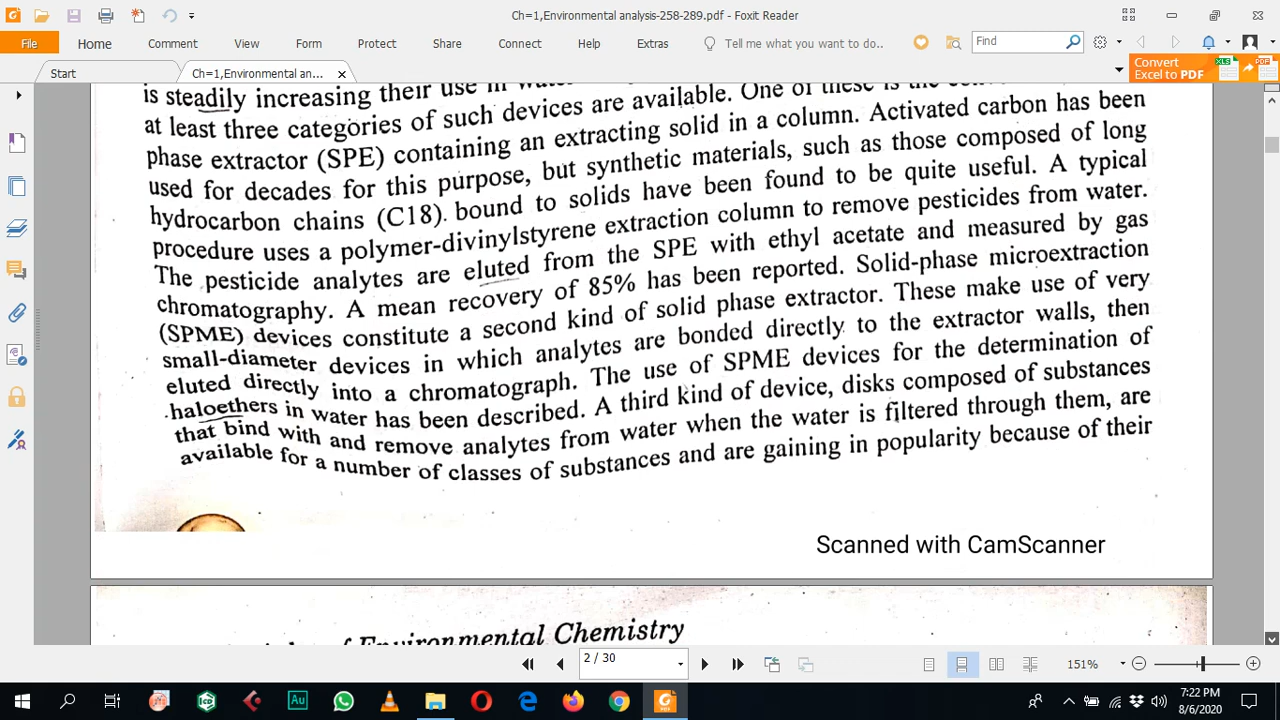 Ch=1,Environmental analysis-258-289.pdf - Foxit Reader
File Home Comment View Form Protect Share Connect Help Extras Tell me what you want to do.. Find
Start Ch=1,Environmental an... Convert
Excel to PDF
is steadily increasing their use in
at least three categories of such devices are available. One of these is the
phase extractor (SPE) containing an extracting solid in a column. Activated carbon has been
used for decades for this purpose, but synthetic materials, such as those composed of long
hydrocarbon chains (C18). bound to solids have been found to be quite useful. A typical
procedure uses a polymer-divinylstyrene extraction column to remove pesticides from water.
The pesticide analytes are eluted from the SPE with ethyl acetate and measured by gas
chromatography. A mean recovery of 85% has been reported. Solid-phase microextraction
(SPME) devices constitute a second kind of solid phase extractor. These make use of very
small-diameter devices in which analytes are bonded directly to the extractor walls, then
eluted directly into a chromatograph. The use of SPME devices for the determination of
haloethers in water has been described. A third kind of device, disks composed of substances
that bind with and remove analytes from water when the water is filtered through them, are
available for a number of classes of substances and are gaining in popularity because of their
Scanned with CamScanner
of Environmental Chemistry
2 / 30 151%
7:22 PM
8/6/2020